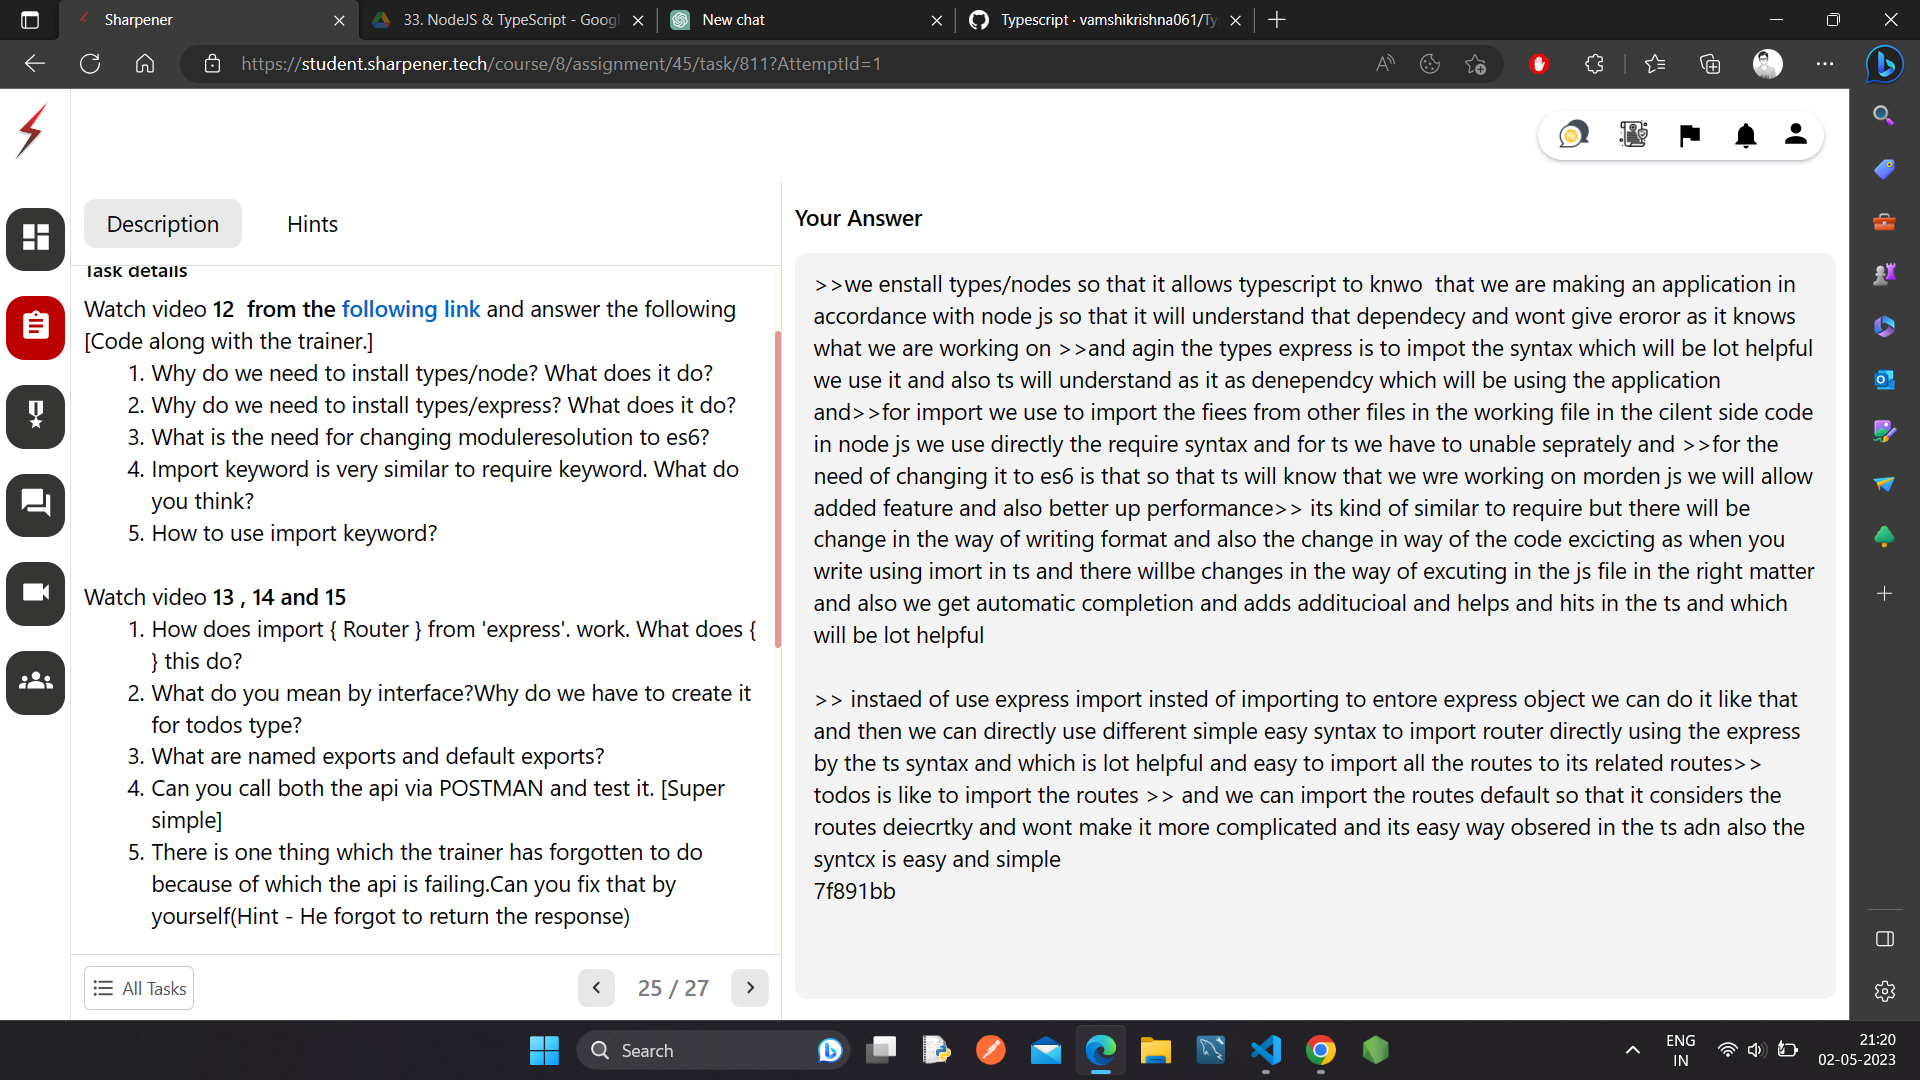 Sharpener
33. NodeJS & TypeScript - Googl
New chat
Typescript · vamshikrishna061/Ty
https://student.sharpener.tech/course/8/assignment/45/task/811?AttemptId=1
Description
Hints
Task details
Watch video 12 from the following link and answer the following
[Code along with the trainer.]
1. Why do we need to install types/node? What does it do?
2. Why do we need to install types/express? What does it do?
3. What is the need for changing moduleresolution to es6?
4. Import keyword is very similar to require keyword. What do
you think?
5. How to use import keyword?
Watch video 13 , 14 and 15
1. How does import { Router } from 'express'. work. What does {
} this do?
2. What do you mean by interface?Why do we have to create it
for todos type?
3. What are named exports and default exports?
4. Can you call both the api via POSTMAN and test it. [Super
simple]
5. There is one thing which the trainer has forgotten to do
because of which the api is failing.Can you fix that by
yourself(Hint - He forgot to return the response)
All Tasks
25 / 27
Your Answer
>>we enstall types/nodes so that it allows typescript to knwo that we are making an application in
accordance with node js so that it will understand that dependecy and wont give eroror as it knows
what we are working on >>and agin the types express is to impot the syntax which will be lot helpful
we use it and also ts will understand as it as denependcy which will be using the application
and>>for import we use to import the fiees from other files in the working file in the cilent side code
in node js we use directly the require syntax and for ts we have to unable seprately and >>for the
need of changing it to es6 is that so that ts will know that we wre working on morden js we will allow
added feature and also better up performance>> its kind of similar to require but there will be
change in the way of writing format and also the change in way of the code excicting as when you
write using imort in ts and there willbe changes in the way of excuting in the js file in the right matter
and also we get automatic completion and adds additucioal and helps and hits in the ts and which
will be lot helpful
>> instaed of use express import insted of importing to entore express object we can do it like that
and then we can directly use different simple easy syntax to import router directly using the express
by the ts syntax and which is lot helpful and easy to import all the routes to its related routes>>
todos is like to import the routes >> and we can import the routes default so that it considers the
routes deiecrtky and wont make it more complicated and its easy way obsered in the ts adn also the
syntcx is easy and simple
7f891bb
Search
ENG
IN
21:20
02-05-2023